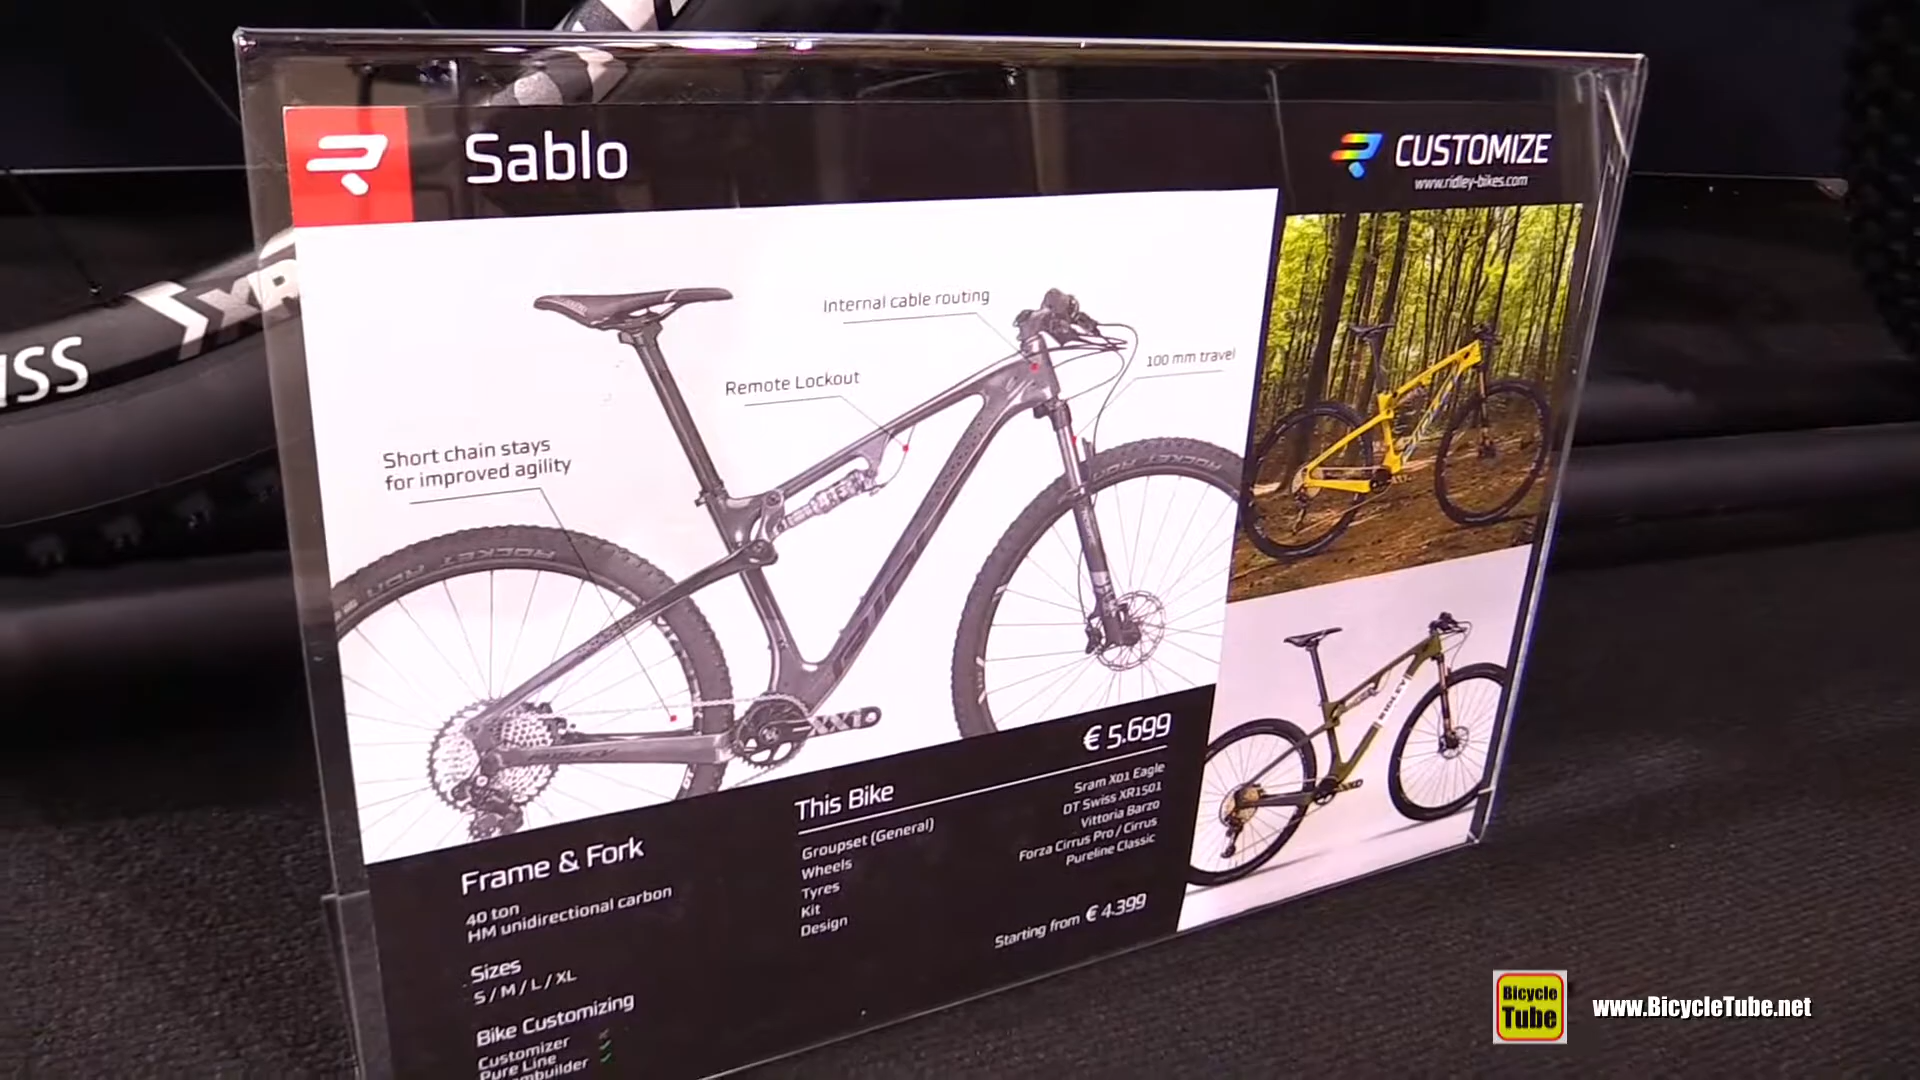 Sablo
CUSTOMIZE
www.ridley-bikes.com
Internal cable routing
100 mm travel
Remote Lockout
Short chain stays
for improved agility
RIDLEY
€ 5.699
This Bike
Groupset (General) Sram X01 Eagle
Wheels DT Swiss XR1501
Tyres Vittoria Barzo
Kit Forza Cirrus Pro / Cirrus
Design Pureline Classic
Starting from € 4.399
Frame & Fork
40 ton
HM unidirectional carbon
Sizes
S / M / L / XL
Bike Customizing
Customizer
Pure Line
ISS
Bicycle
Tube
www.BicycleTube.net